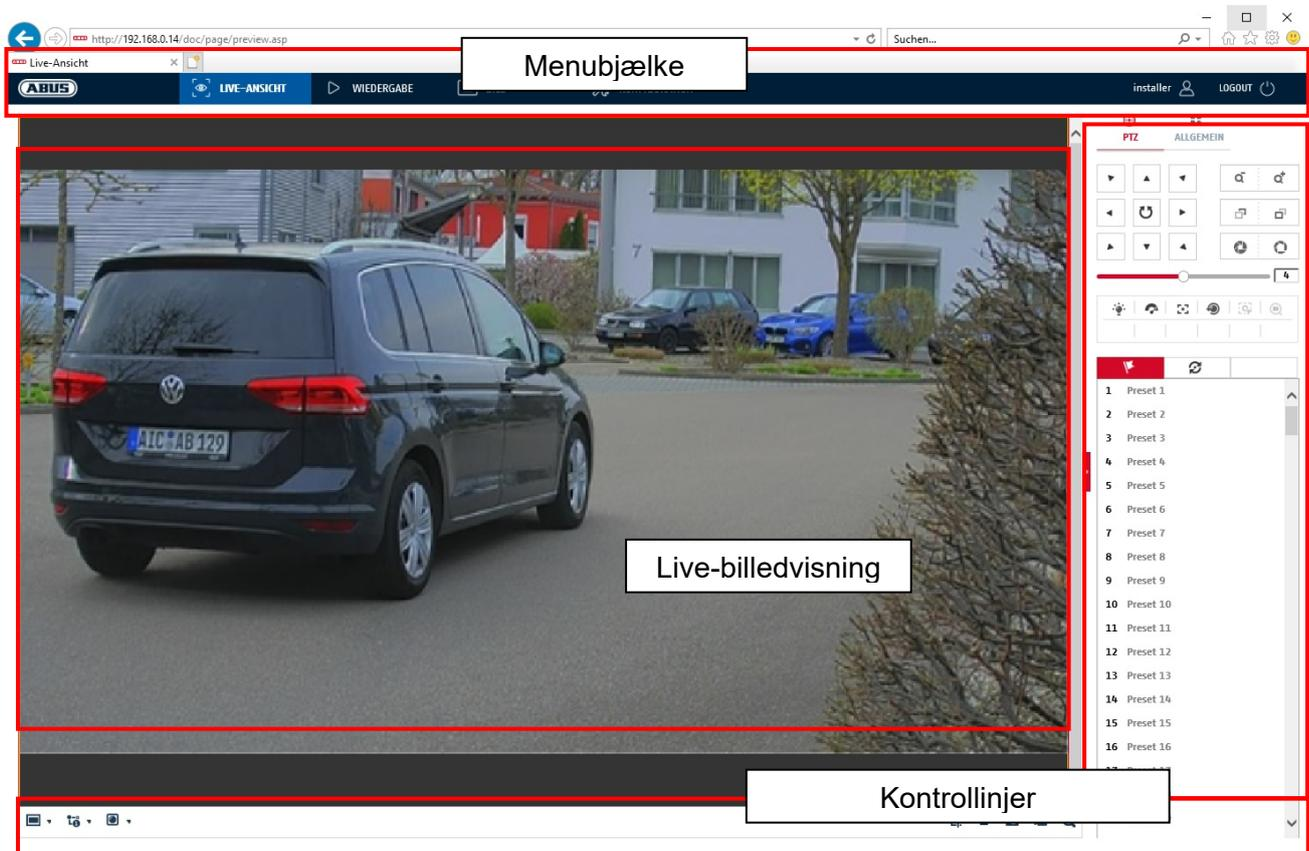 http://192.168.0.14/doc/page/preview.asp
Suchen...
Live-Ansicht
Menubjælke
ABUS
LIVE-ANSICHT
WIEDERGABE
installer
LOGOUT
PTZ
ALLGEMEIN
4
7
AIC AB 129
Live-billedvisning
1 Preset 1
2 Preset 2
3 Preset 3
4 Preset 4
5 Preset 5
6 Preset 6
7 Preset 7
8 Preset 8
9 Preset 9
10 Preset 10
11 Preset 11
12 Preset 12
13 Preset 13
14 Preset 14
15 Preset 15
16 Preset 16
Kontrollinjer